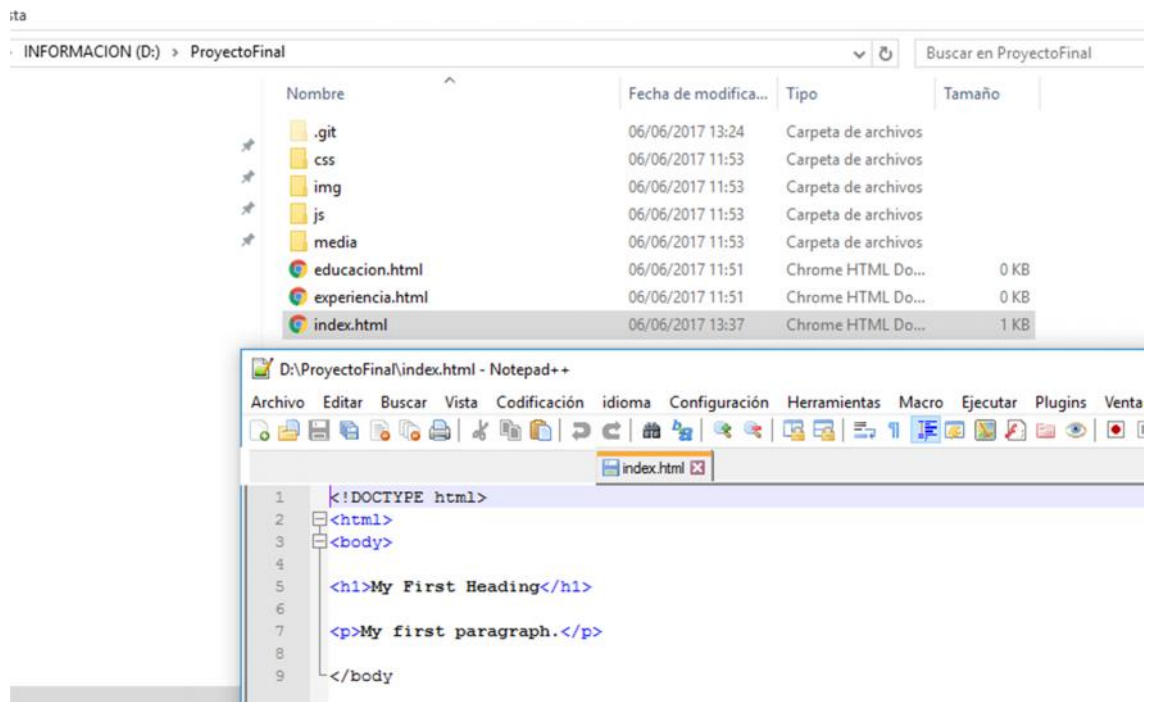 sta
INFORMACION (D:) > ProyectoFinal Buscar en ProyectoFinal
Nombre Fecha de modifica... Tipo Tamaño
.git 06/06/2017 13:24 Carpeta de archivos
css 06/06/2017 11:53 Carpeta de archivos
img 06/06/2017 11:53 Carpeta de archivos
js 06/06/2017 11:53 Carpeta de archivos
media 06/06/2017 11:53 Carpeta de archivos
educacion.html 06/06/2017 11:51 Chrome HTML Do... 0 KB
experiencia.html 06/06/2017 11:51 Chrome HTML Do... 0 KB
index.html 06/06/2017 13:37 Chrome HTML Do... 1 KB
D:\ProyectoFinal\index.html - Notepad++
Archivo Editar Buscar Vista Codificación idioma Configuración Herramientas Macro Ejecutar Plugins Venta
index.html
1 <!DOCTYPE html>
2 <html>
3 <body>
4
5 <h1>My First Heading</h1>
6
7 <p>My first paragraph.</p>
8
9 </body